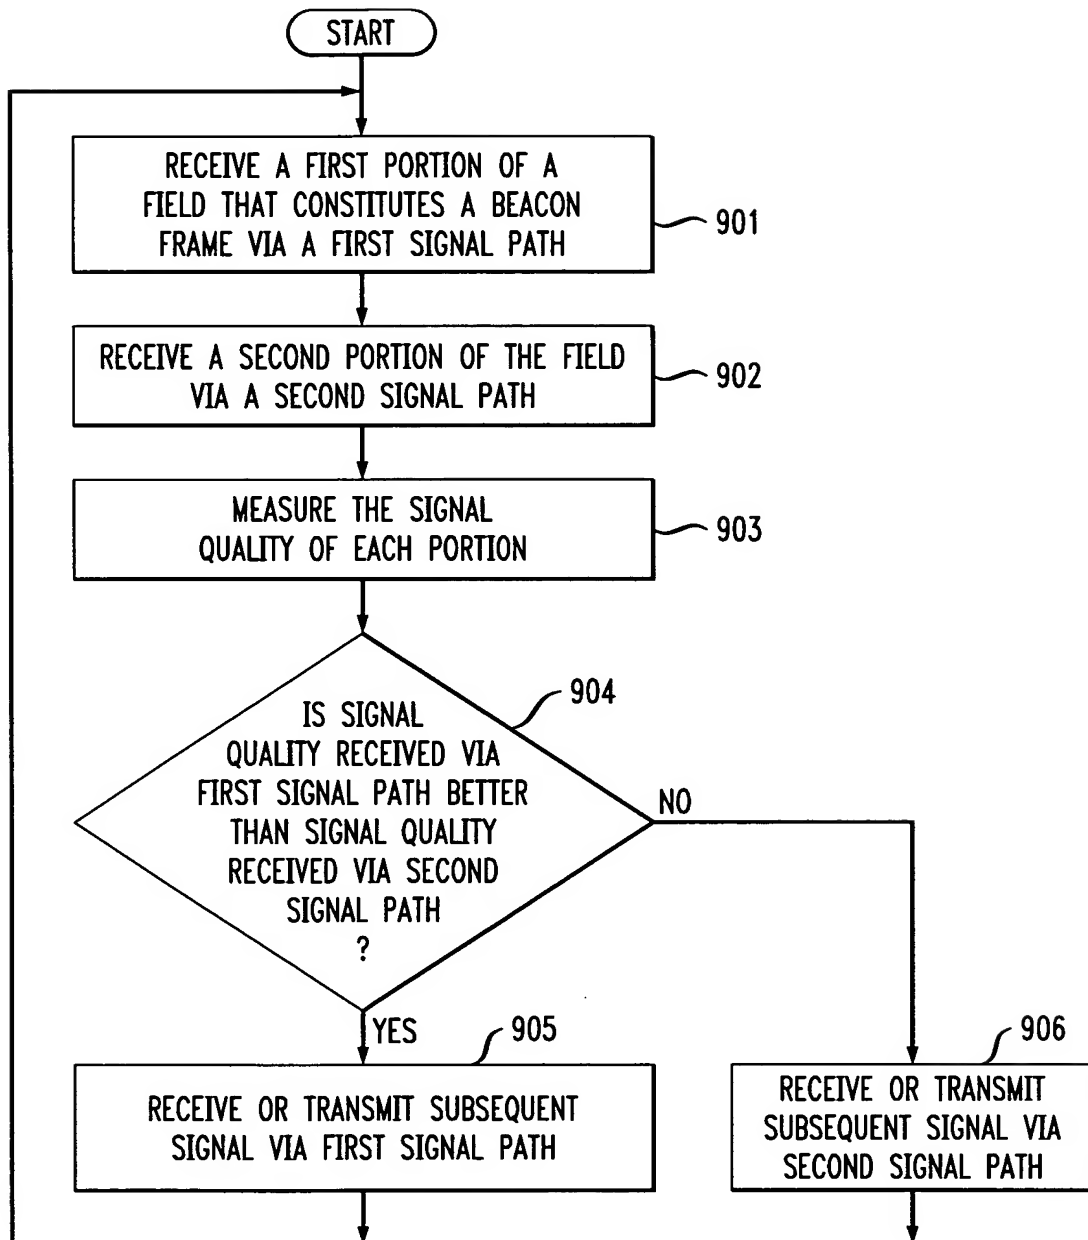 START
RECEIVE A FIRST PORTION OF A
FIELD THAT CONSTITUTES A BEACON
FRAME VIA A FIRST SIGNAL PATH
901
RECEIVE A SECOND PORTION OF THE FIELD
VIA A SECOND SIGNAL PATH
902
MEASURE THE SIGNAL
QUALITY OF EACH PORTION
903
904
IS SIGNAL
QUALITY RECEIVED VIA
FIRST SIGNAL PATH BETTER
THAN SIGNAL QUALITY
RECEIVED VIA SECOND
SIGNAL PATH
?
NO
YES
905
RECEIVE OR TRANSMIT SUBSEQUENT
SIGNAL VIA FIRST SIGNAL PATH
906
RECEIVE OR TRANSMIT
SUBSEQUENT SIGNAL VIA
SECOND SIGNAL PATH